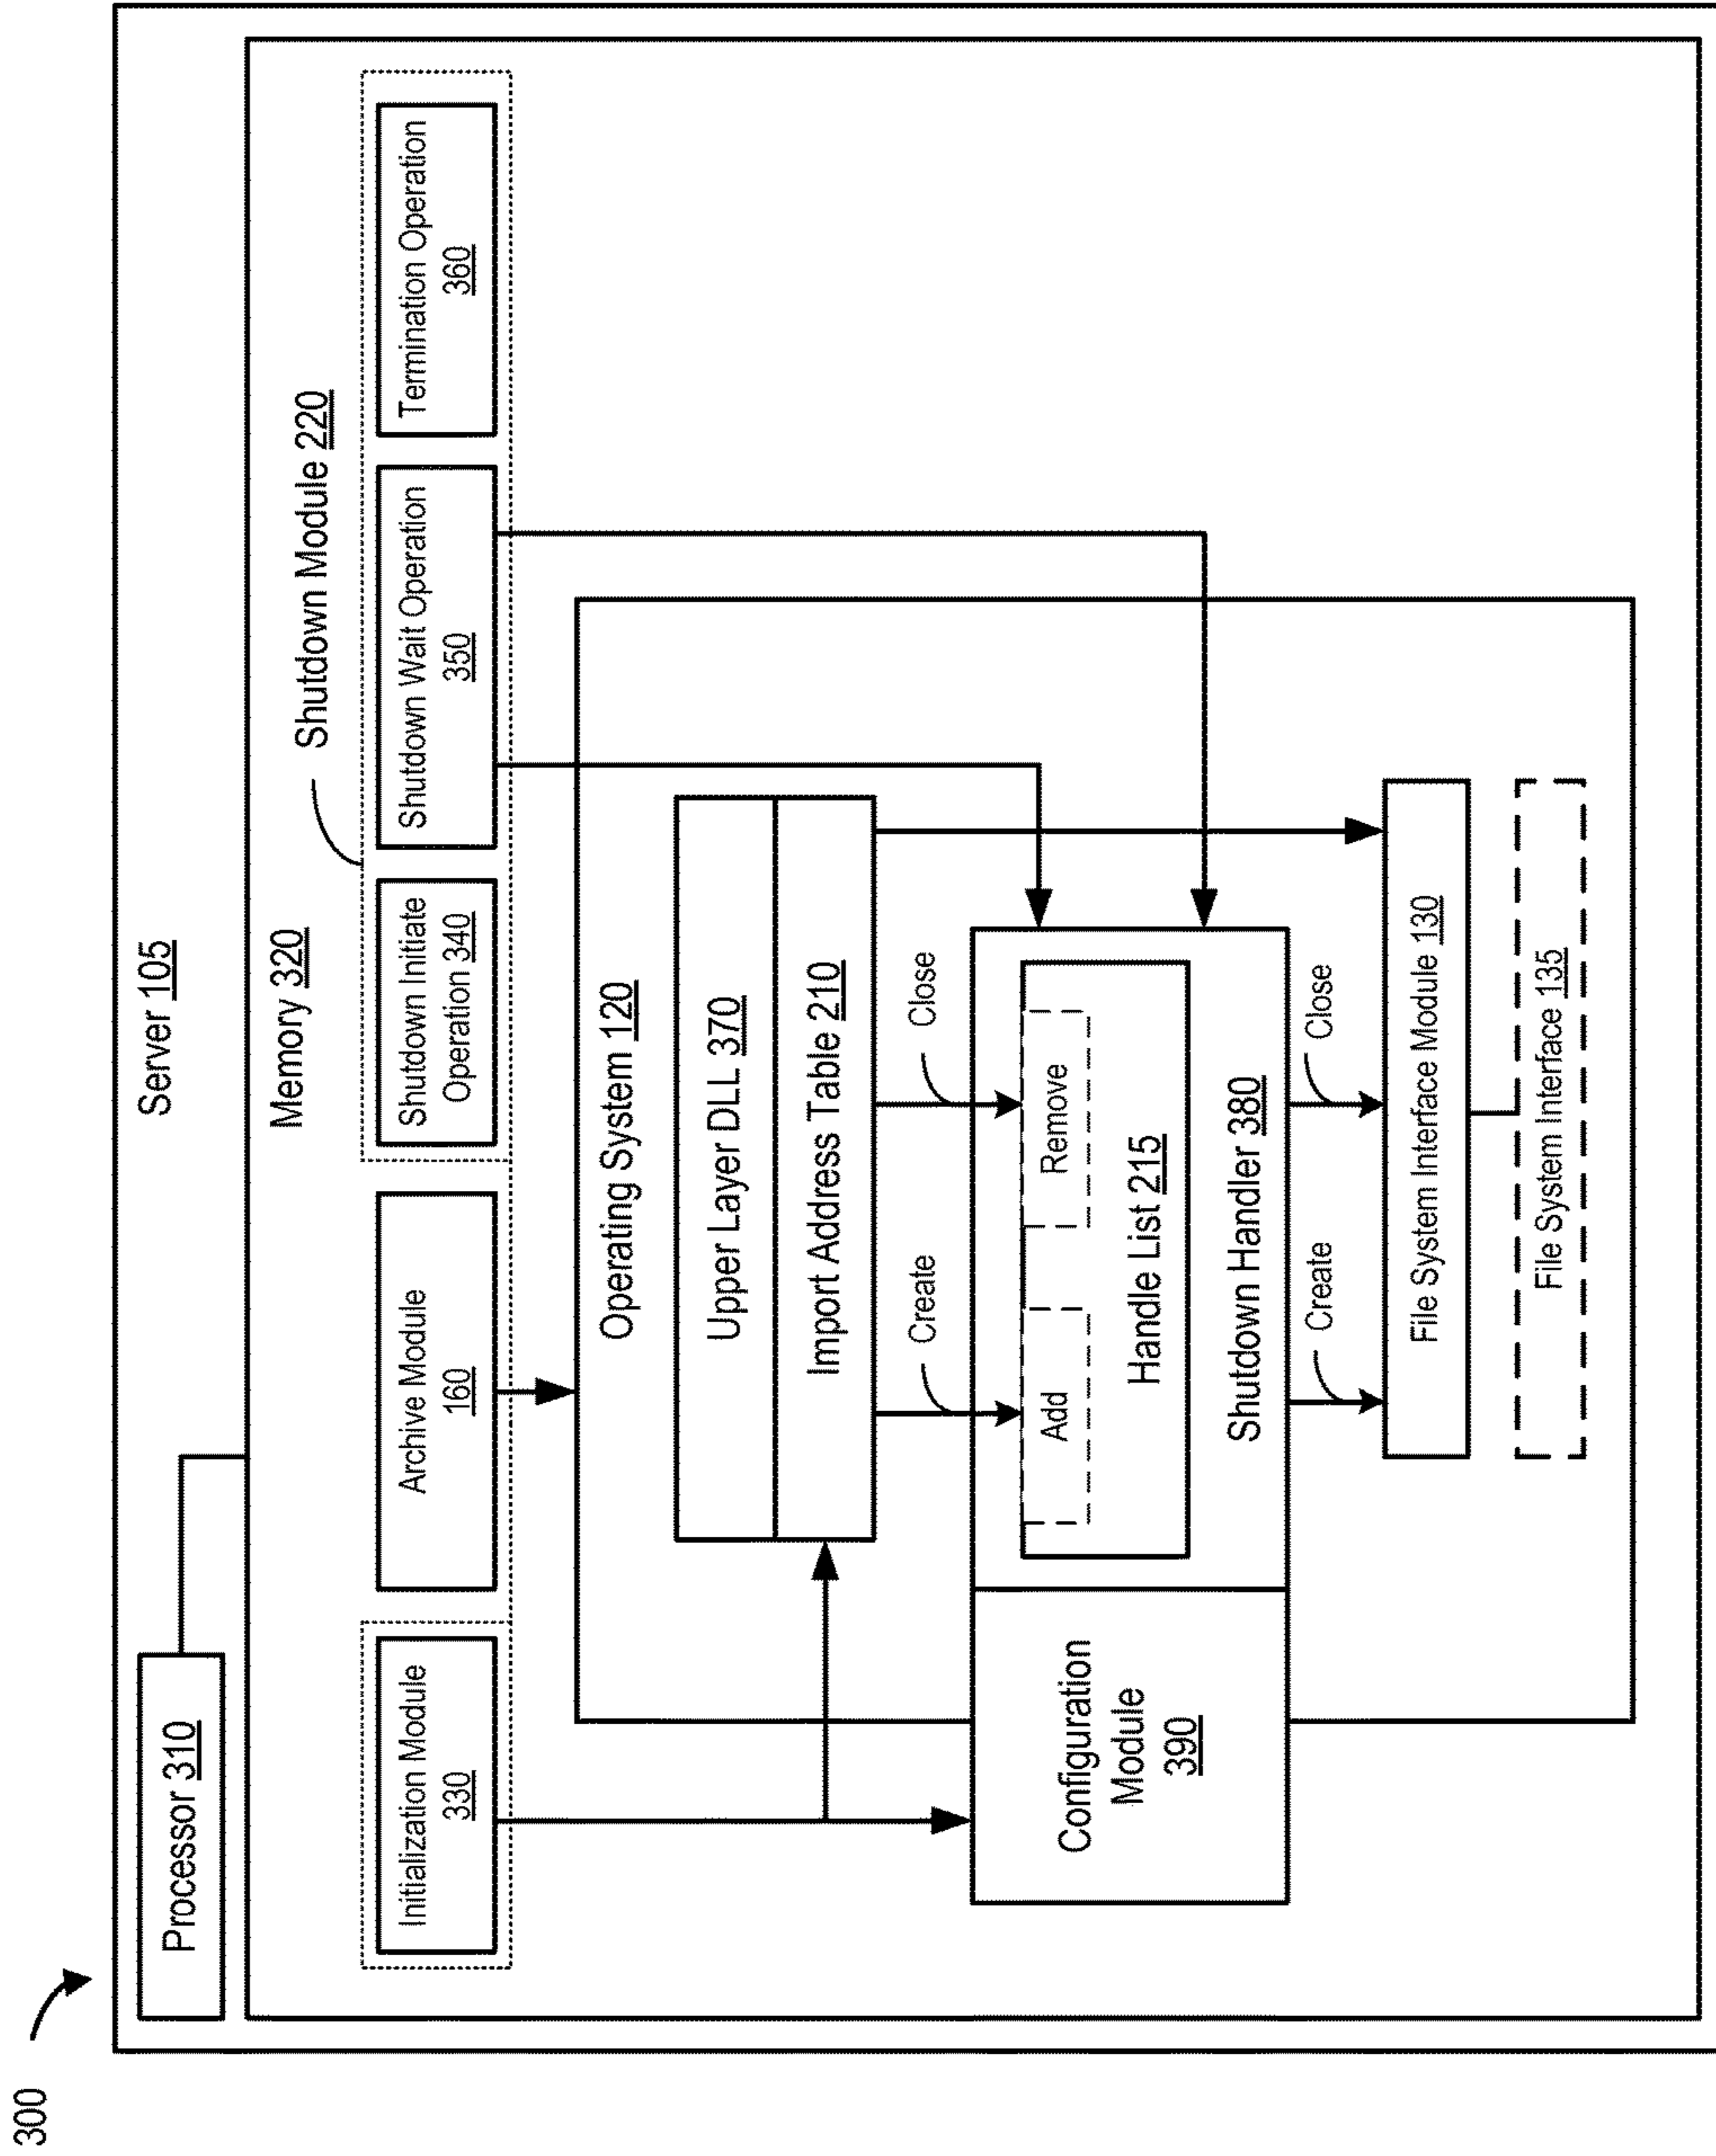 300
Server 105
Processor 310
Memory 320
Shutdown Module 220
Initialization Module
330
Archive Module
160
Shutdown Initiate
Operation 340
Shutdown Wait Operation
350
Termination Operation
360
Operating System 120
Upper Layer DLL 370
Import Address Table 210
Create
Close
Configuration
Module
390
Add
Remove
Handle List 215
Shutdown Handler 380
Create
Close
File System Interface Module 130
File System Interface 135